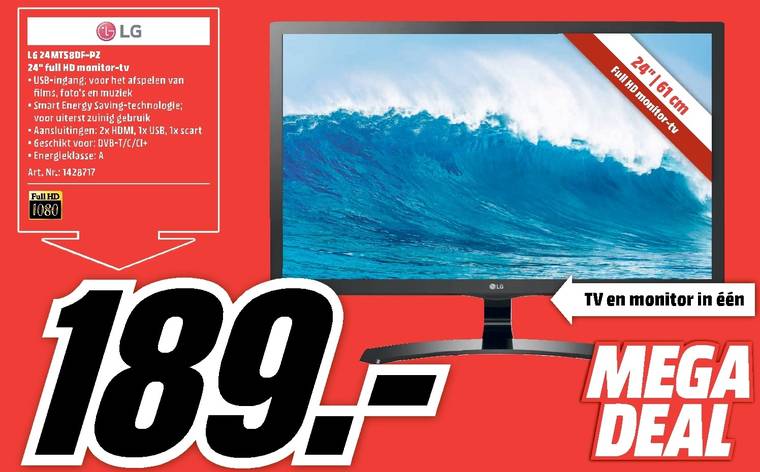 LG
LG 24MT58DF-PZ
24" full HD monitor-tv
• USB-ingang; voor het afspelen van
films, foto's en muziek
• Smart Energy Saving-technologie;
voor uiterst zuinig gebruik
• Aansluitingen: 2x HDMI, 1x USB, 1x scart
• Geschikt voor: DVB-T/C/CI+
• Energieklasse: A
Art. Nr.: 1428717
Full HD
1080
24" | 61 cm
Full HD monitor-tv
LG
TV en monitor in één
189.-
MEGA
DEAL